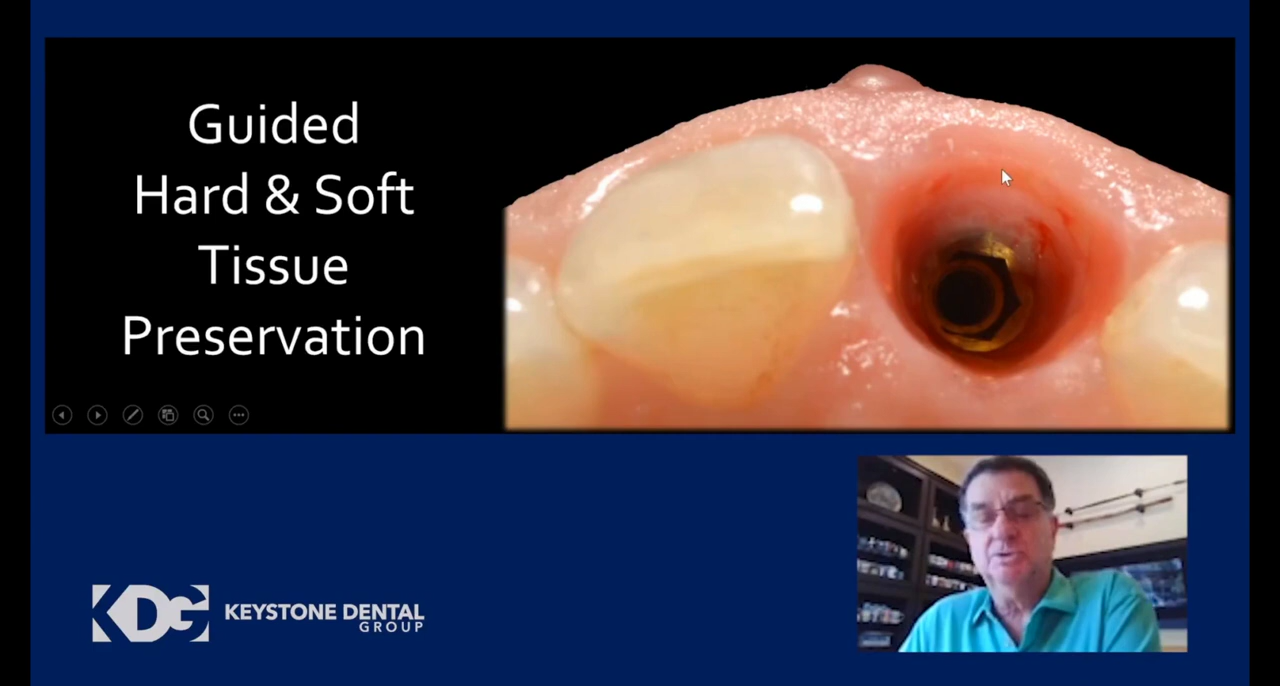 Guided
Hard & Soft
Tissue
Preservation
KDG
KEYSTONE DENTAL
GROUP